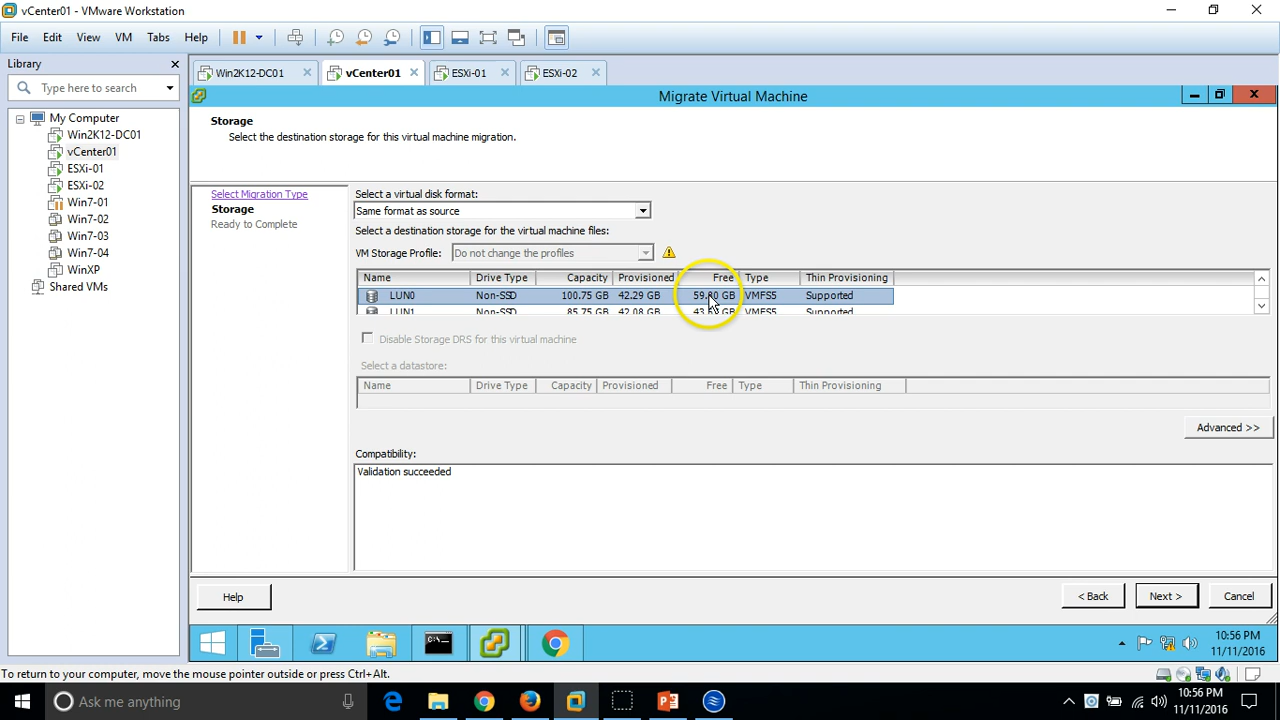 vCenter01 - VMware Workstation
File Edit View VM Tabs Help
Library
Type here to search
My Computer
Win2K12-DC01
vCenter01
ESXi-01
ESXi-02
Win7-01
Win7-02
Win7-03
Win7-04
WinXP
Shared VMs
Win2K12-DC01 vCenter01 ESXi-01 ESXi-02
Migrate Virtual Machine
Storage
Select the destination storage for this virtual machine migration.
Select Migration Type
Storage
Ready to Complete
Select a virtual disk format:
Same format as source
Select a destination storage for the virtual machine files:
VM Storage Profile: Do not change the profiles
Name Drive Type Capacity Provisioned Free Type Thin Provisioning
LUN0 Non-SSD 100.75 GB 42.29 GB GB VMFS5 Supported
LUN1 Non-SSD 85.75 GB 42.08 GB GB VMFS5 Supported
Disable Storage DRS for this virtual machine
Select a datastore:
Name Drive Type Capacity Provisioned Free Type Thin Provisioning
Advanced >>
Compatibility:
Validation succeeded
Help < Back Next > Cancel
10:56 PM
11/11/2016
To return to your computer, move the mouse pointer outside or press Ctrl+Alt.
Ask me anything
10:56 PM
11/11/2016